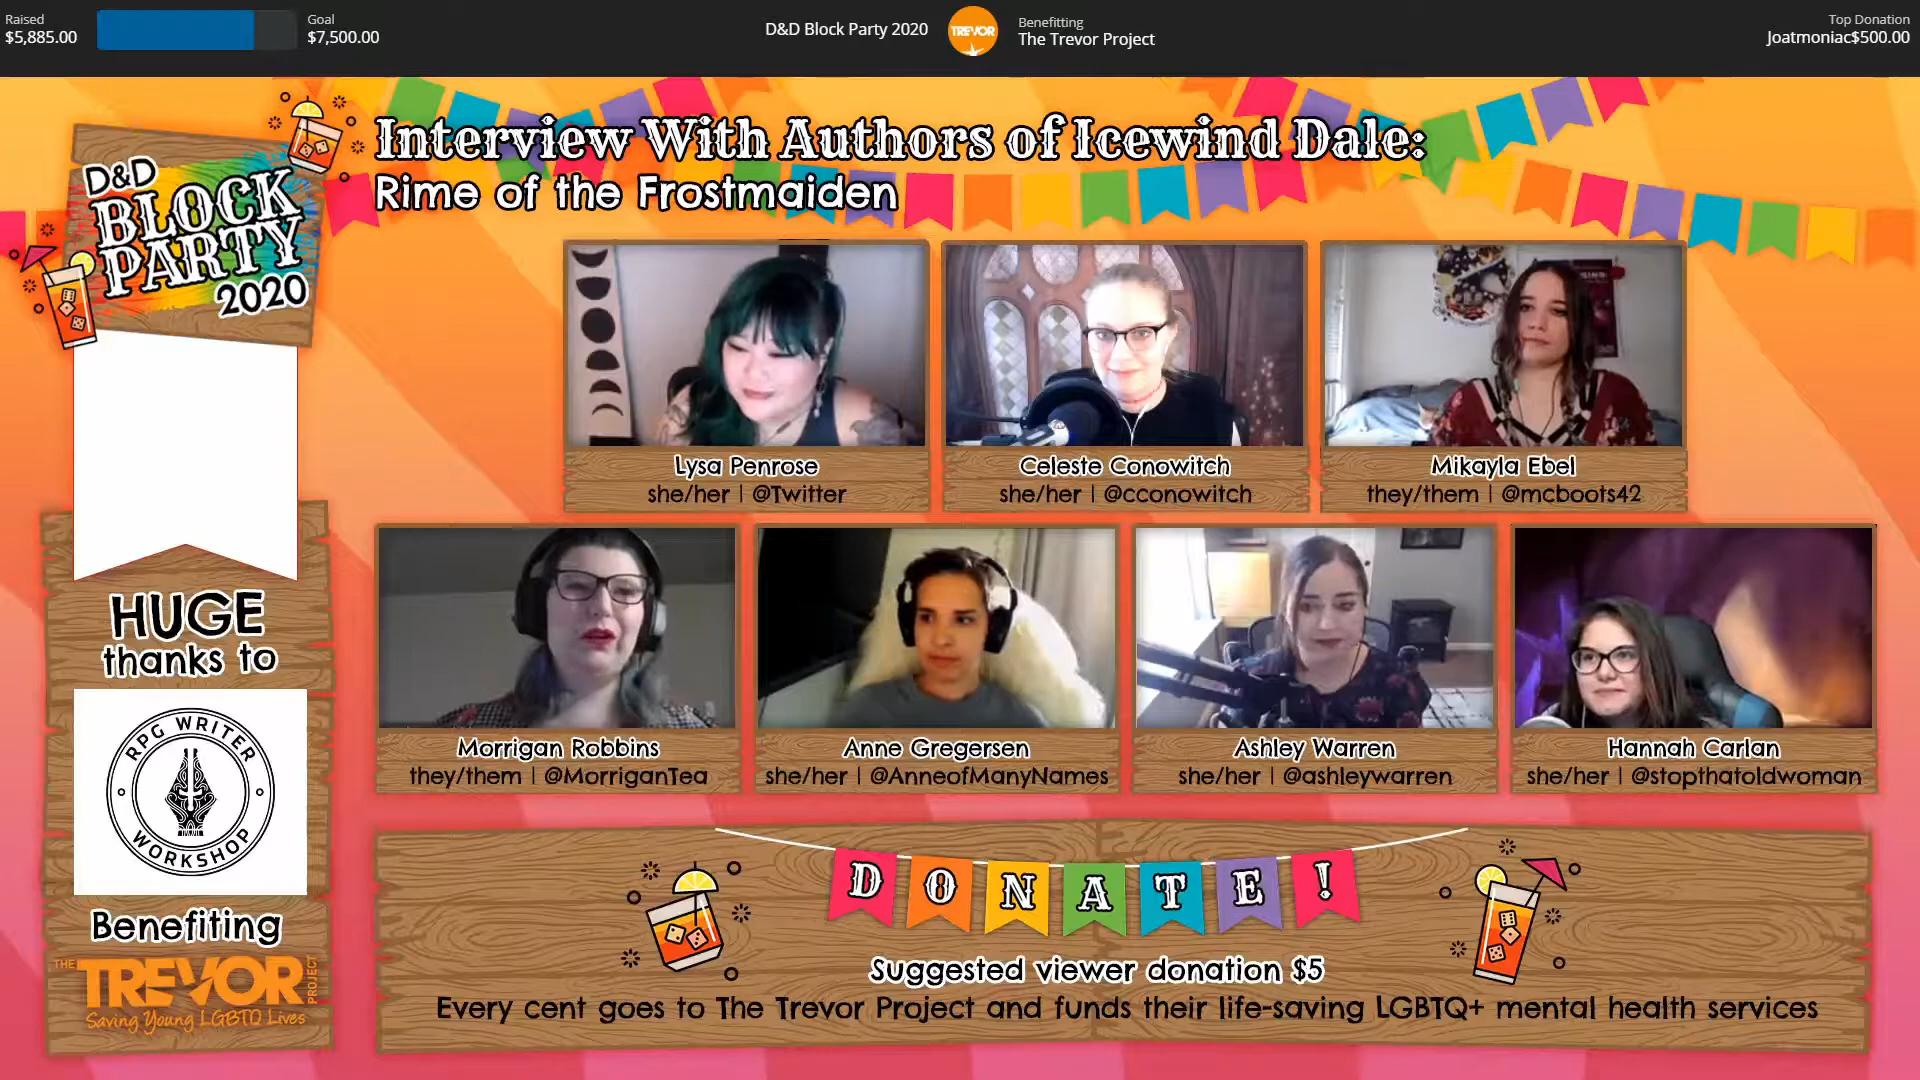 Raised
$5,885.00
Goal
$7,500.00
D&D Block Party 2020
TREVOR
Benefitting
The Trevor Project
Top Donation
Joatmoniac$500.00
D&D
BLOCK
PARTY
2020
Interview With Authors of Icewind Dale:
Rime of the Frostmaiden
Lysa Penrose
she/her | @Twitter
Celeste Conowitch
she/her | @cconowitch
Mikayla Ebel
they/them | @mcboots42
Morrigan Robbins
they/them | @MorriganTea
Anne Gregersen
she/her | @AnneofManyNames
Ashley Warren
she/her | @ashleywarren
Hannah Carlan
she/her | @stopthatoldwoman
HUGE
thanks to
RPG WRITER
WORKSHOP
Benefiting
THE TREVOR PROJECT
Saving Young LGBTQ Lives
DONATE!
Suggested viewer donation $5
Every cent goes to The Trevor Project and funds their life-saving LGBTQ+ mental health services